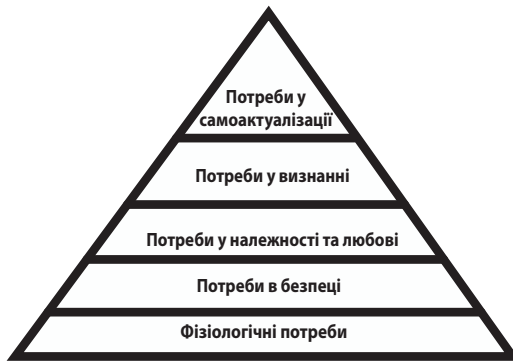 Потреби у
самоактуалізації
Потреби у визнанні
Потреби у належності та любові
Потреби в безпеці
Фізіологічні потреби